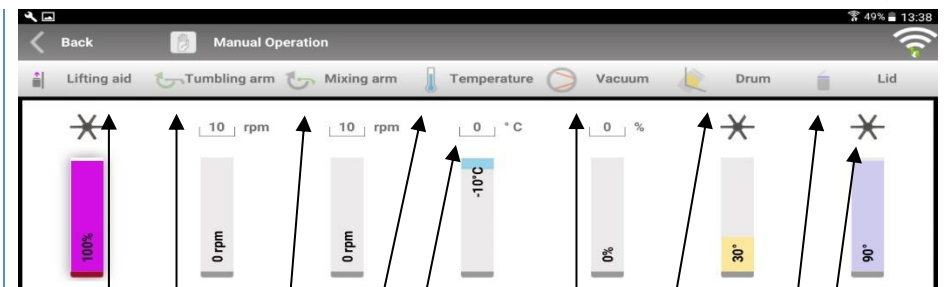 49% 13:38
Back Manual Operation
Lifting aid Tumbling arm Mixing arm Temperature Vacuum Drum Lid
10 rpm 10 rpm 0 °C 0 %
100% 0 rpm 0 rpm -10°C 0% 30° 90°